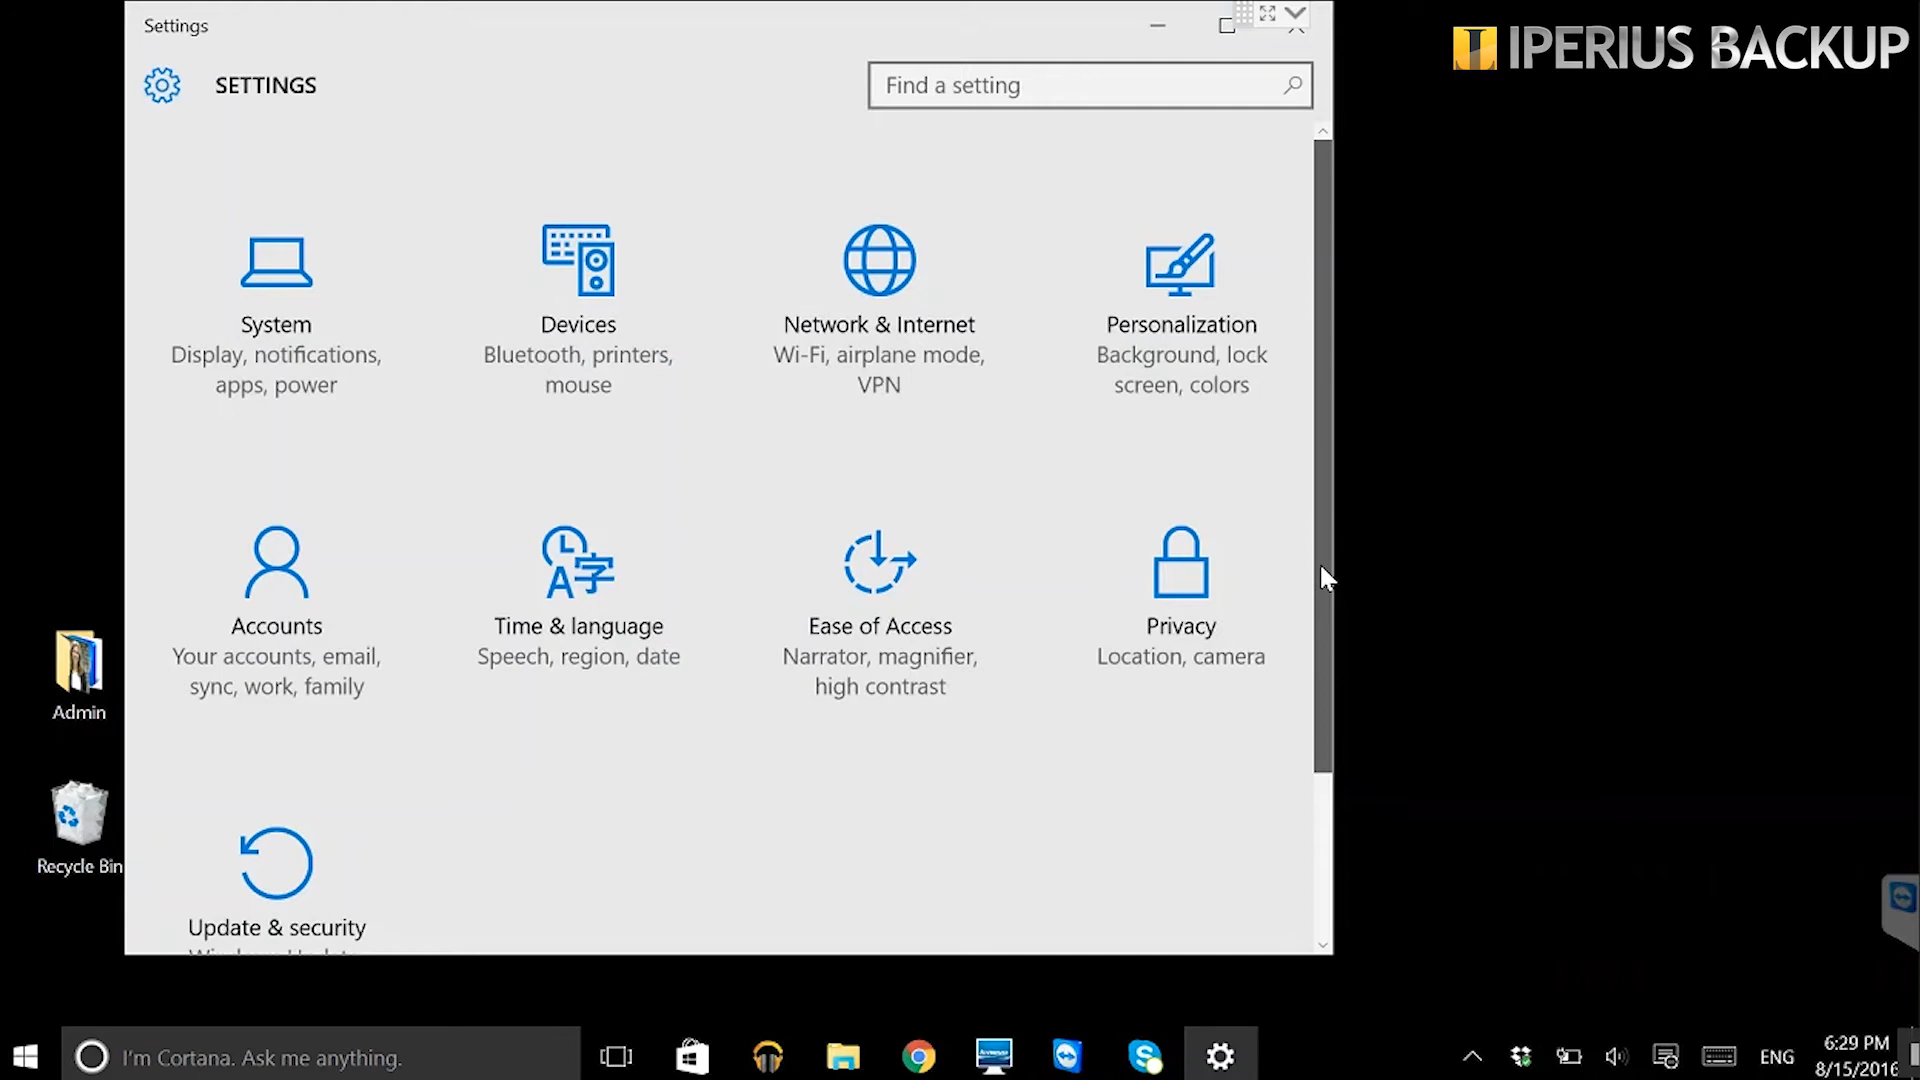 Settings
IPERIUS BACKUP
SETTINGS
Find a setting
System
Display, notifications,
apps, power
Devices
Bluetooth, printers,
mouse
Network & Internet
Wi-Fi, airplane mode,
VPN
Personalization
Background, lock
screen, colors
Accounts
Your accounts, email,
sync, work, family
Time & language
Speech, region, date
Ease of Access
Narrator, magnifier,
high contrast
Privacy
Location, camera
Update & security
Admin
Recycle Bin
I'm Cortana. Ask me anything.
ENG
6:29 PM
8/15/2016